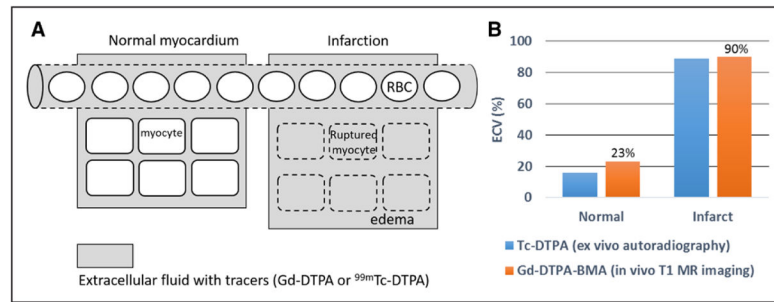 A
Normal myocardium
Infarction
RBC
myocyte
Ruptured
myocyte
edema
Extracellular fluid with tracers (Gd-DTPA or ⁹⁹ᵐTc-DTPA)
B
100
80
60
40
20
0
ECV (%)
23%
90%
Normal
Infarct
Tc-DTPA (ex vivo autoradiography)
Gd-DTPA-BMA (in vivo T1 MR imaging)